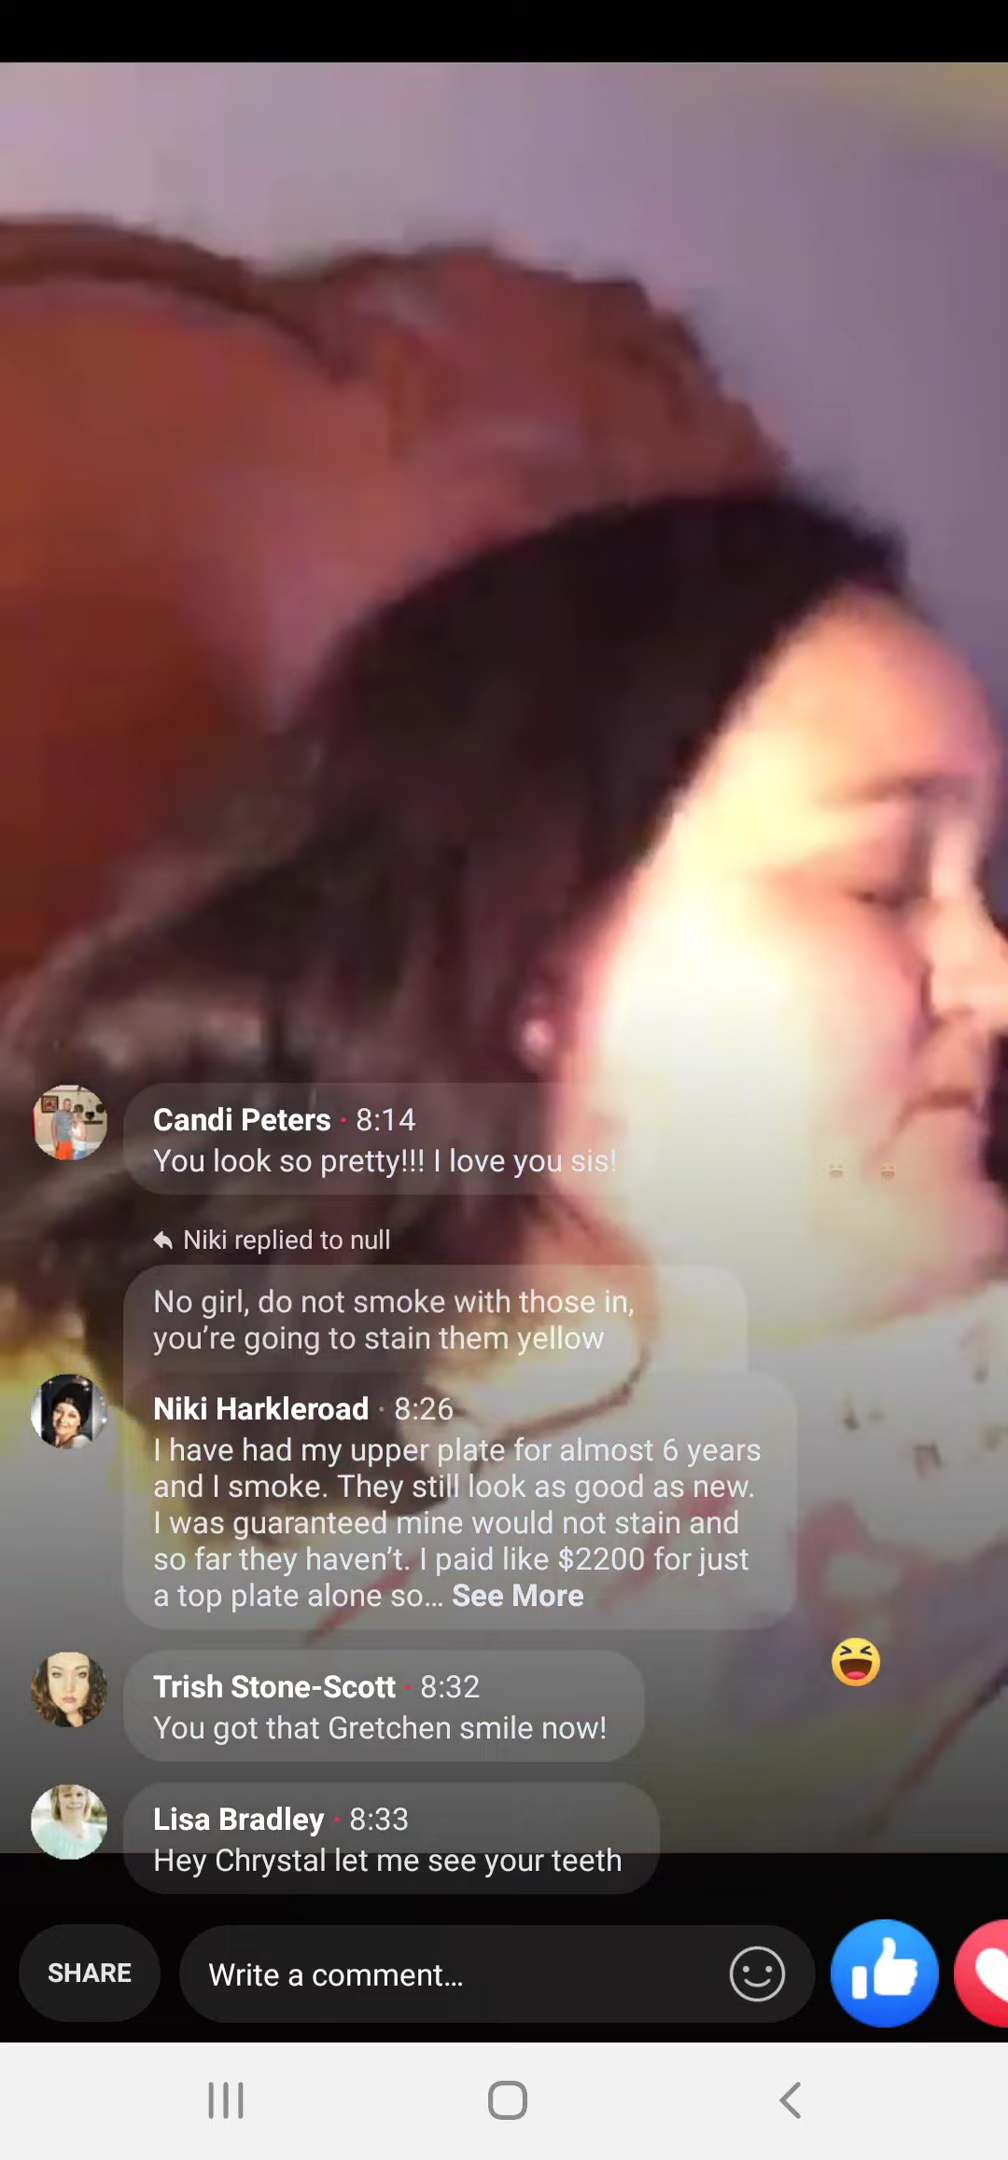 Candi Peters · 8:14
You look so pretty!!! I love you sis!
Niki replied to null
No girl, do not smoke with those in,
you're going to stain them yellow
Niki Harkleroad · 8:26
I have had my upper plate for almost 6 years
and I smoke. They still look as good as new.
I was guaranteed mine would not stain and
so far they haven't. I paid like $2200 for just
a top plate alone so... See More
Trish Stone-Scott · 8:32
You got that Gretchen smile now!
Lisa Bradley · 8:33
Hey Chrystal let me see your teeth
SHARE
Write a comment...